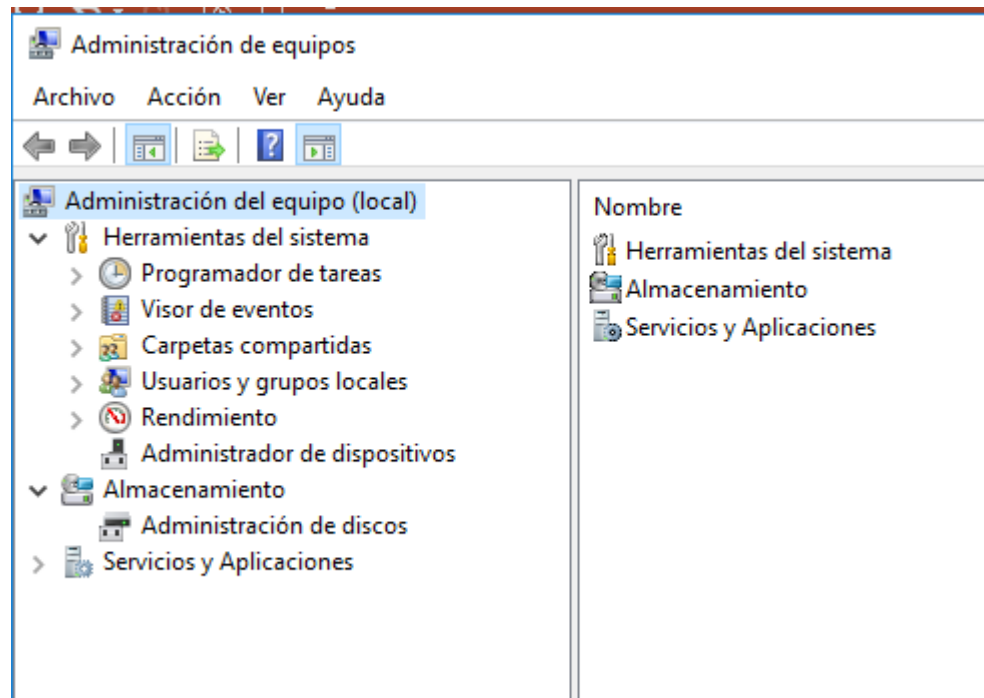 Administración de equipos
Archivo Acción Ver Ayuda
Administración del equipo (local)
Herramientas del sistema
Programador de tareas
Visor de eventos
Carpetas compartidas
Usuarios y grupos locales
Rendimiento
Administrador de dispositivos
Almacenamiento
Administración de discos
Servicios y Aplicaciones
Nombre
Herramientas del sistema
Almacenamiento
Servicios y Aplicaciones